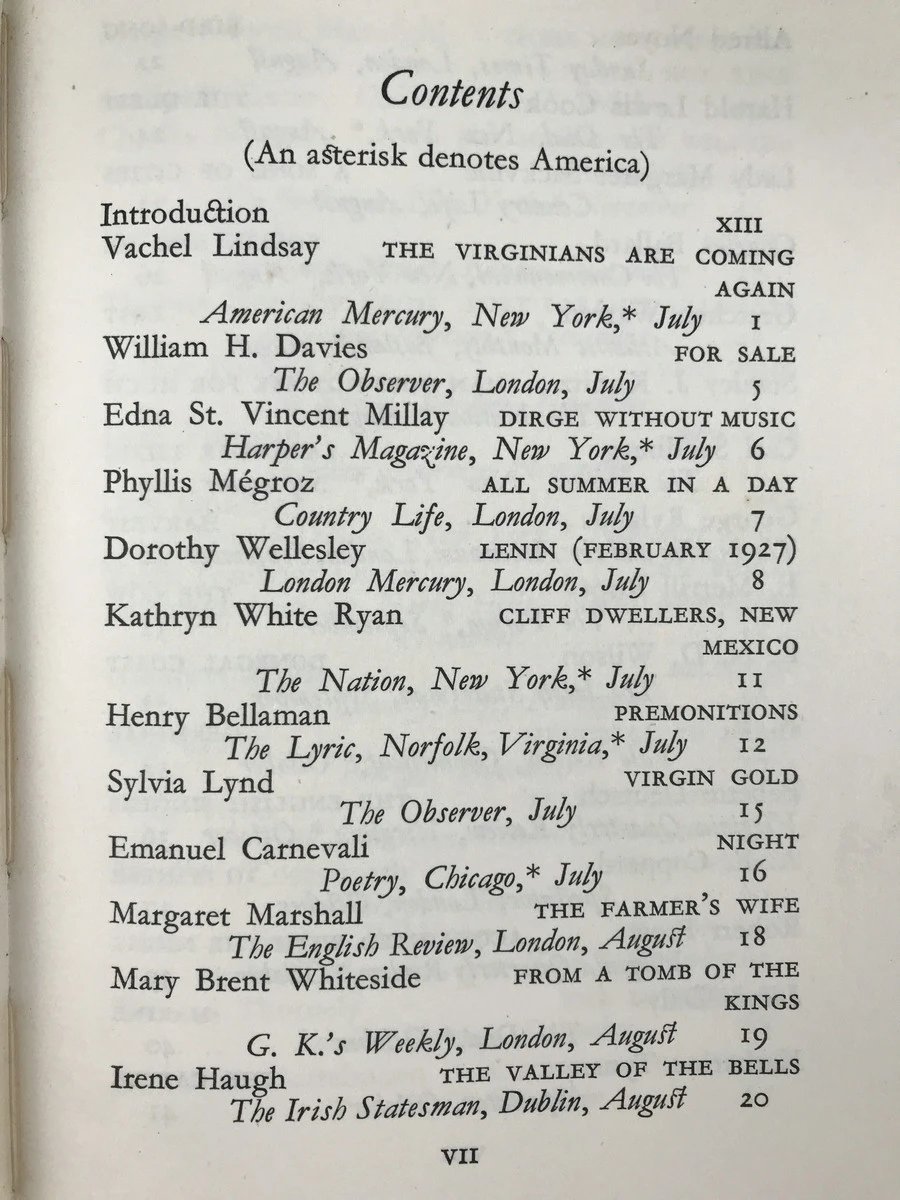 Contents
(An asterisk denotes America)
Introduction XIII
Vachel Lindsay THE VIRGINIANS ARE COMING
AGAIN
American Mercury, New York,* July 1
William H. Davies FOR SALE
The Observer, London, July 5
Edna St. Vincent Millay DIRGE WITHOUT MUSIC
Harper's Magazine, New York,* July 6
Phyllis Mégroz ALL SUMMER IN A DAY
Country Life, London, July 7
Dorothy Wellesley LENIN (FEBRUARY 1927)
London Mercury, London, July 8
Kathryn White Ryan CLIFF DWELLERS, NEW
MEXICO
The Nation, New York,* July 11
Henry Bellaman PREMONITIONS
The Lyric, Norfolk, Virginia,* July 12
Sylvia Lynd VIRGIN GOLD
The Observer, July 15
Emanuel Carnevali NIGHT
Poetry, Chicago,* July 16
Margaret Marshall THE FARMER'S WIFE
The English Review, London, August 18
Mary Brent Whiteside FROM A TOMB OF THE
KINGS
G. K.'s Weekly, London, August 19
Irene Haugh THE VALLEY OF THE BELLS
The Irish Statesman, Dublin, August 20
VII